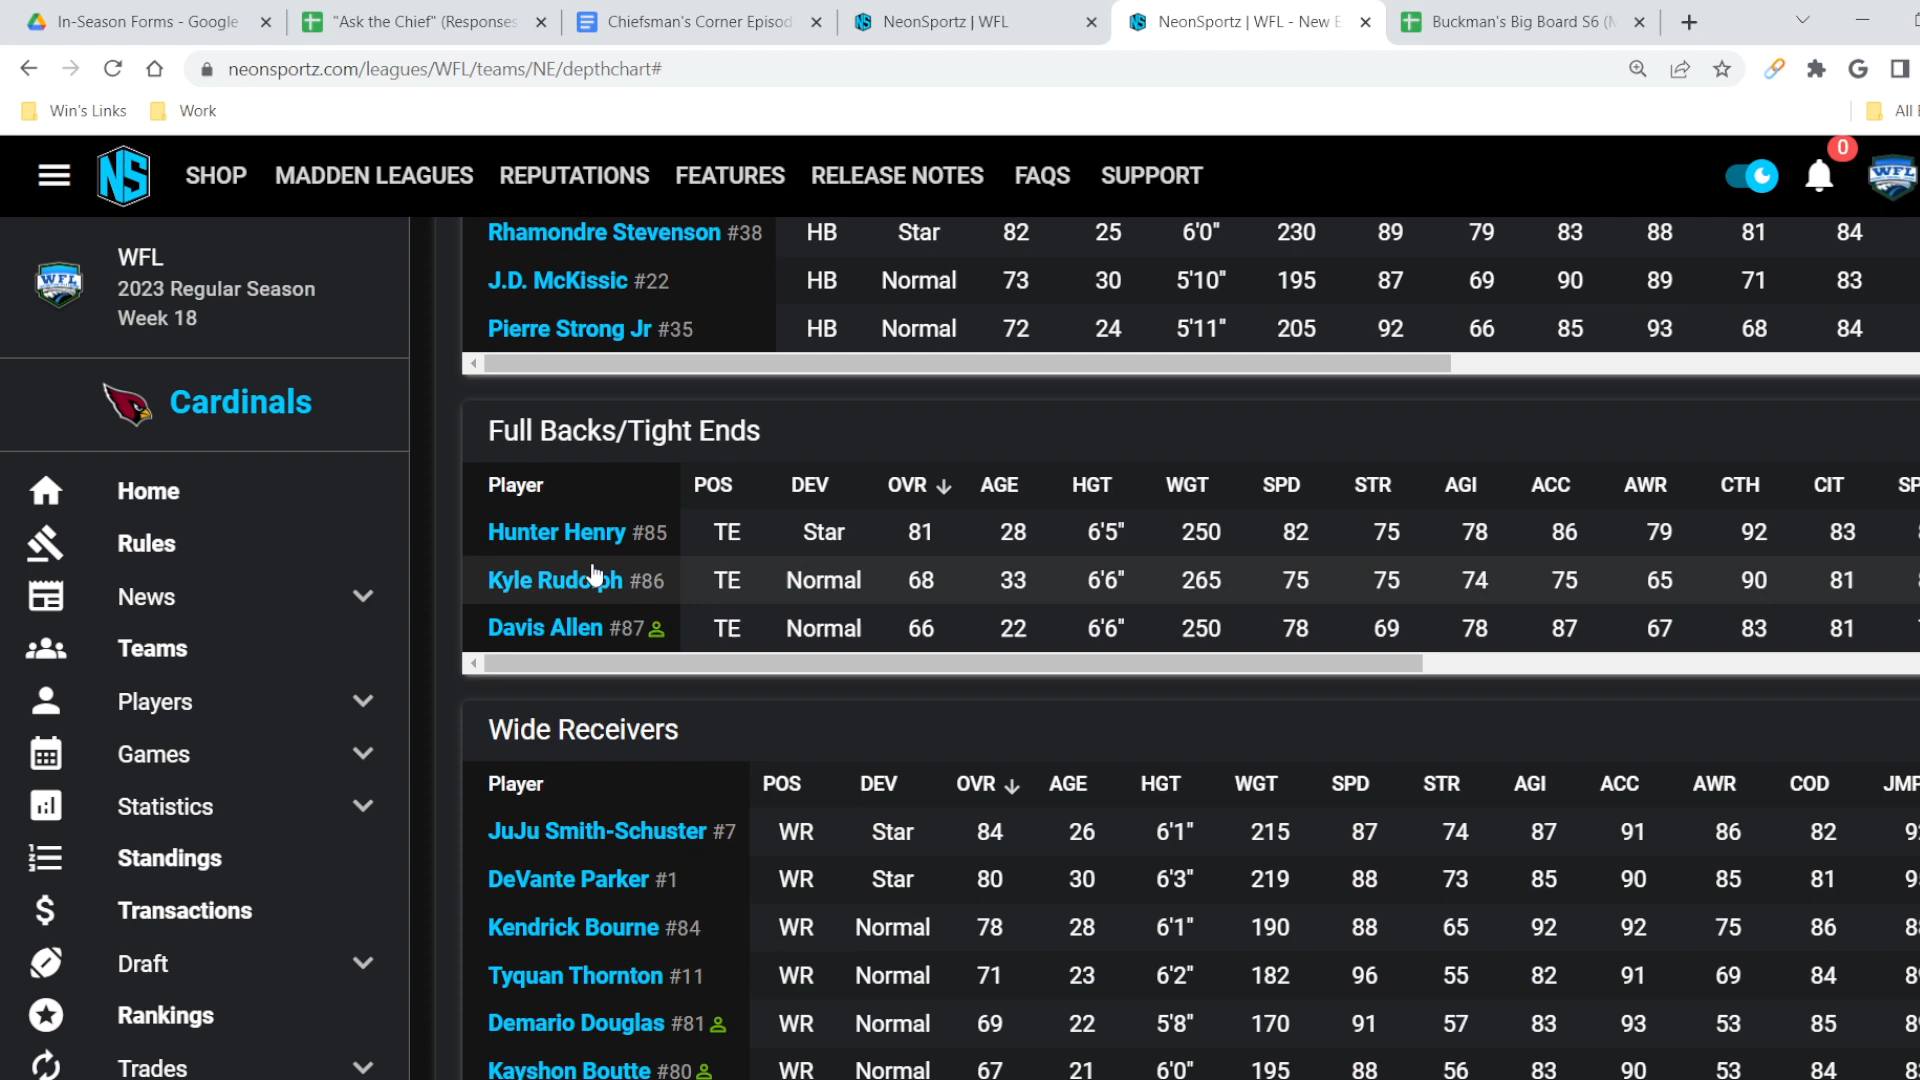 In-Season Forms - Google
"Ask the Chief" (Responses
Chiefsman's Corner Episod
NeonSportz | WFL
NeonSportz | WFL - New E
Buckman's Big Board S6 (N
neonsportz.com/leagues/WFL/teams/NE/depthchart#
Win's Links
Work
All
NS
SHOP MADDEN LEAGUES REPUTATIONS FEATURES RELEASE NOTES FAQS SUPPORT
0
WFL
WFL
WFL
2023 Regular Season
Week 18
Cardinals
Home
Rules
News
Teams
Players
Games
Statistics
Standings
Transactions
Draft
Rankings
Trades
Rhamondre Stevenson #38 HB Star 82 25 6'0" 230 89 79 83 88 81 84
J.D. McKissic #22 HB Normal 73 30 5'10" 195 87 69 90 89 71 83
Pierre Strong Jr #35 HB Normal 72 24 5'11" 205 92 66 85 93 68 84
Full Backs/Tight Ends
Player POS DEV OVR AGE HGT WGT SPD STR AGI ACC AWR CTH CIT SP
Hunter Henry #85 TE Star 81 28 6'5" 250 82 75 78 86 79 92 83
Kyle Rudolph #86 TE Normal 68 33 6'6" 265 75 75 74 75 65 90 81
Davis Allen #87 TE Normal 66 22 6'6" 250 78 69 78 87 67 83 81
Wide Receivers
Player POS DEV OVR AGE HGT WGT SPD STR AGI ACC AWR COD JMP
JuJu Smith-Schuster #7 WR Star 84 26 6'1" 215 87 74 87 91 86 82
DeVante Parker #1 WR Star 80 30 6'3" 219 88 73 85 90 85 81
Kendrick Bourne #84 WR Normal 78 28 6'1" 190 88 65 92 92 75 86
Tyquan Thornton #11 WR Normal 71 23 6'2" 182 96 55 82 91 69 84
Demario Douglas #81 WR Normal 69 22 5'8" 170 91 57 83 93 53 85
Kayshon Boutte #80 WR Normal 67 21 6'0" 195 88 56 83 90 53 84